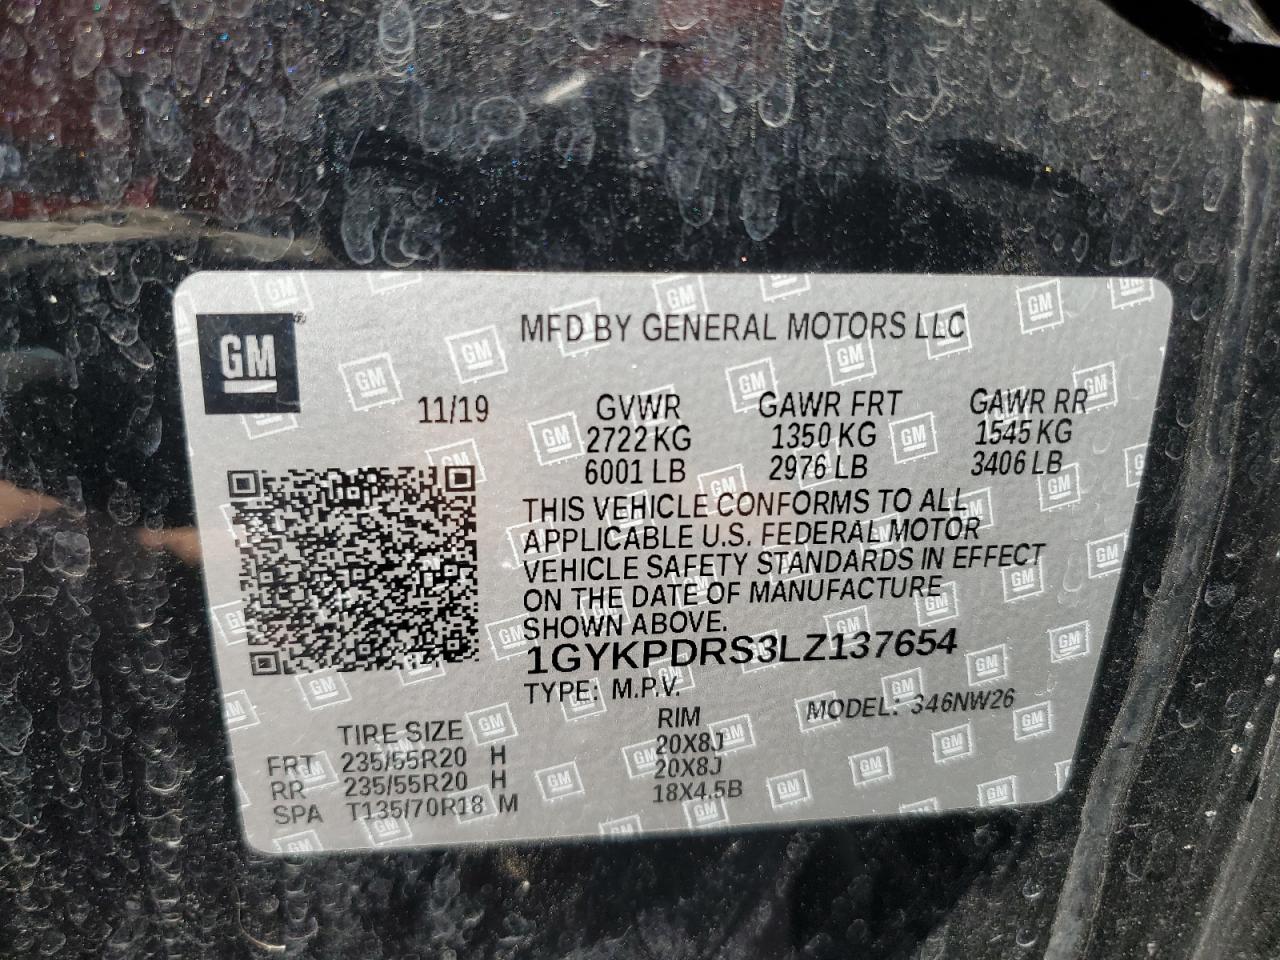 GM
MFD BY GENERAL MOTORS LLC
11/19 GVWR GAWR FRT GAWR RR
2722 KG 1350 KG 1545 KG
6001 LB 2976 LB 3406 LB
THIS VEHICLE CONFORMS TO ALL
APPLICABLE U.S. FEDERAL MOTOR
VEHICLE SAFETY STANDARDS IN EFFECT
ON THE DATE OF MANUFACTURE
SHOWN ABOVE.
1GYKPDRS3LZ137654
TYPE: M.P.V. MODEL: 346NW26
TIRE SIZE RIM
FRT 235/55R20 H 20X8J
RR 235/55R20 H 20X8J
SPA T135/70R18 M 18X4.5B